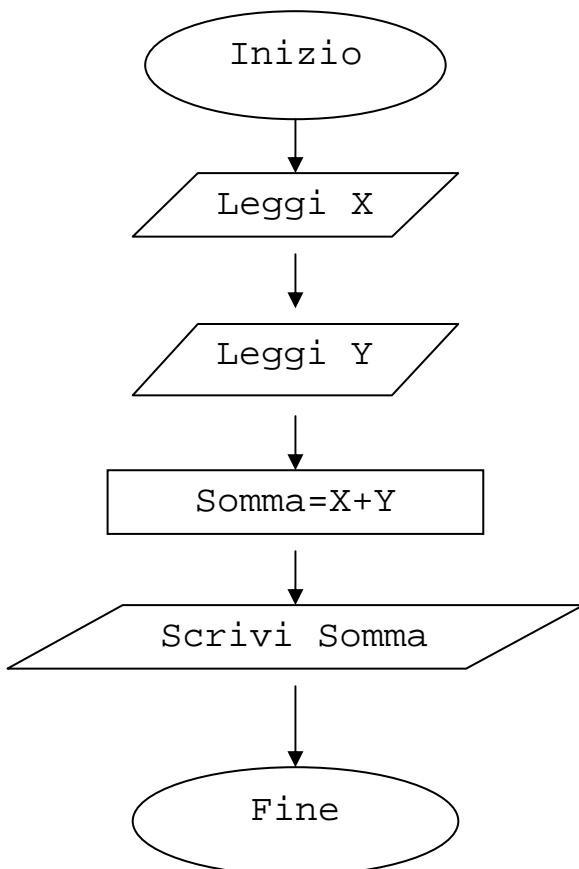 Inizio
Leggi X
Leggi Y
Somma=X+Y
Scrivi Somma
Fine